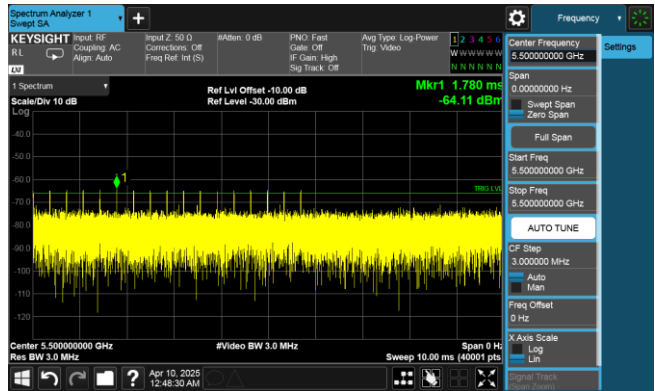 Spectrum Analyzer 1
Swept SA
Frequency
KEYSIGHT
RL
Input: RF
Coupling: AC
Align: Auto
Input Z: 50 Ω
Corrections: Off
Freq Ref: Int (S)
#Atten: 0 dB
PNO: Fast
Gate: Off
IF Gain: High
Sig Track: Off
Avg Type: Log-Power
Trig: Video
1 2 3 4 5 6
W W W W W W
N N N N N N
LXI
1 Spectrum
Scale/Div 10 dB
Log
Ref Lvl Offset -10.00 dB
Ref Level -30.00 dBm
Mkr1 1.780 ms
-64.11 dBm
-40.0
-50.0
-60.0
-70.0
-80.0
-90.0
-100
-110
-120
1
TRIG LVL
Center 5.500000000 GHz
Res BW 3.0 MHz
#Video BW 3.0 MHz
Span 0 Hz
Sweep 10.00 ms (40001 pts)
?
Apr 10, 2025
12:48:30 AM
Center Frequency
5.500000000 GHz
Settings
Span
0.00000000 Hz
Swept Span
Zero Span
Full Span
Start Freq
5.500000000 GHz
Stop Freq
5.500000000 GHz
AUTO TUNE
CF Step
3.000000 MHz
Auto
Man
Freq Offset
0 Hz
X Axis Scale
Log
Lin
Signal Track
(Span Zoom)